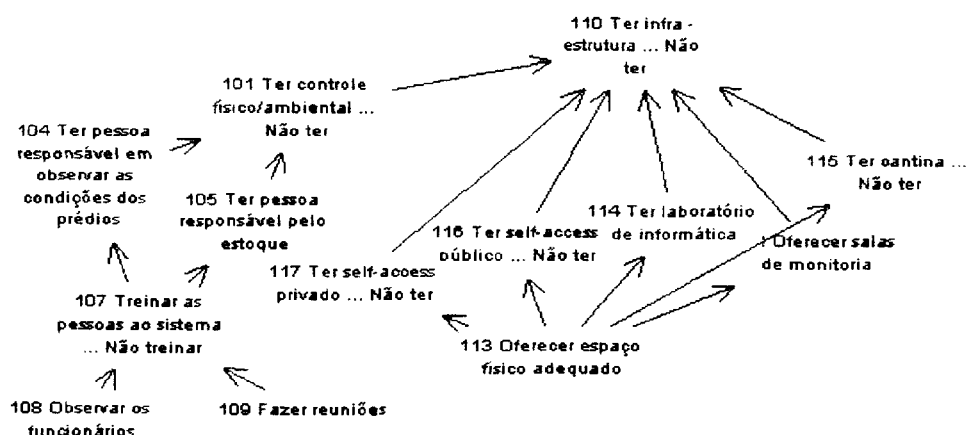 110 Ter infra -
estrutura ... Não
ter
101 Ter controle
físico/ambiental ...
Não ter
104 Ter pessoa
responsável em
observar as
condições dos
prédios
105 Ter pessoa
responsável pelo
estoque
115 Ter cantina ...
Não ter
114 Ter laboratório
de informática
116 Ter self-access
público ... Não ter
Oferecer salas
de monitoria
117 Ter self-access
privado ... Não ter
107 Treinar as
pessoas ao sistema
... Não treinar
113 Oferecer espaço
físico adequado
108 Observar os
funcionários
109 Fazer reuniões